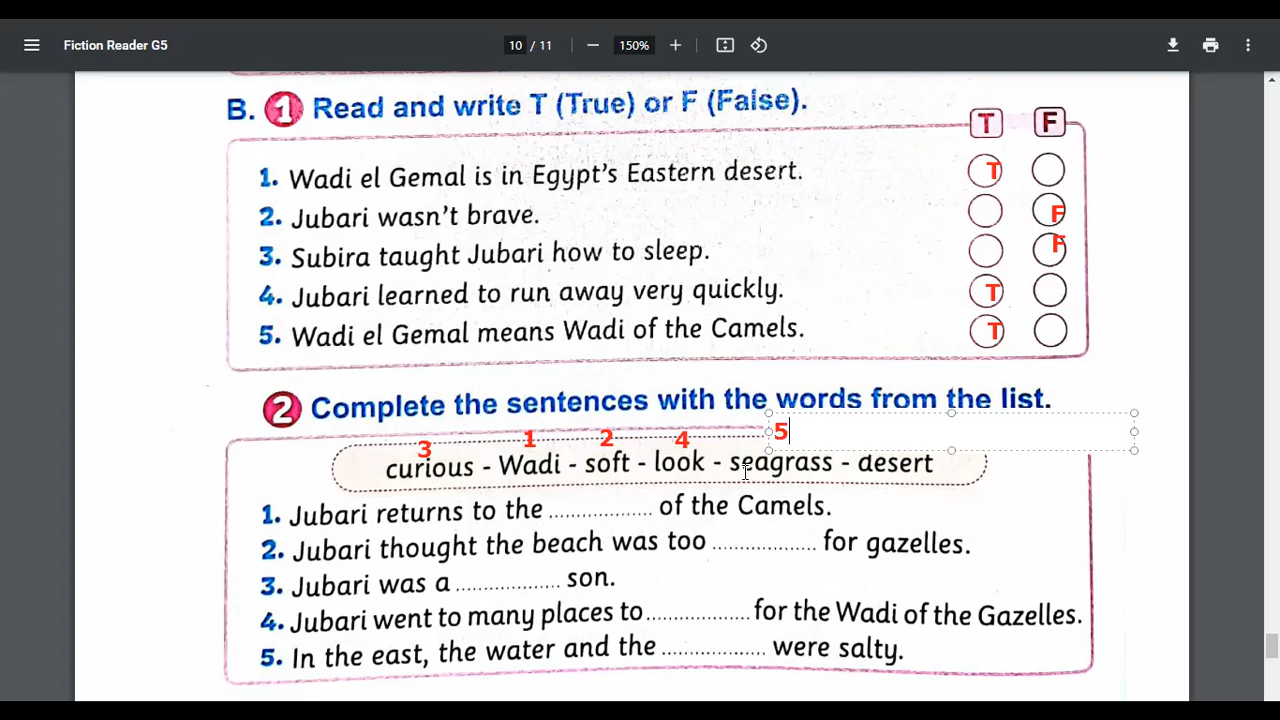 Fiction Reader G5
10 / 11
150%
B. 1 Read and write T (True) or F (False).
T F
1. Wadi el Gemal is in Egypt's Eastern desert. T
2. Jubari wasn't brave. F
3. Subira taught Jubari how to sleep. F
4. Jubari learned to run away very quickly. T
5. Wadi el Gemal means Wadi of the Camels. T
2 Complete the sentences with the words from the list.
3 1 2 4 5
curious - Wadi - soft - look - seagrass - desert
1. Jubari returns to the ................... of the Camels.
2. Jubari thought the beach was too ................... for gazelles.
3. Jubari was a ................... son.
4. Jubari went to many places to ................... for the Wadi of the Gazelles.
5. In the east, the water and the ................... were salty.